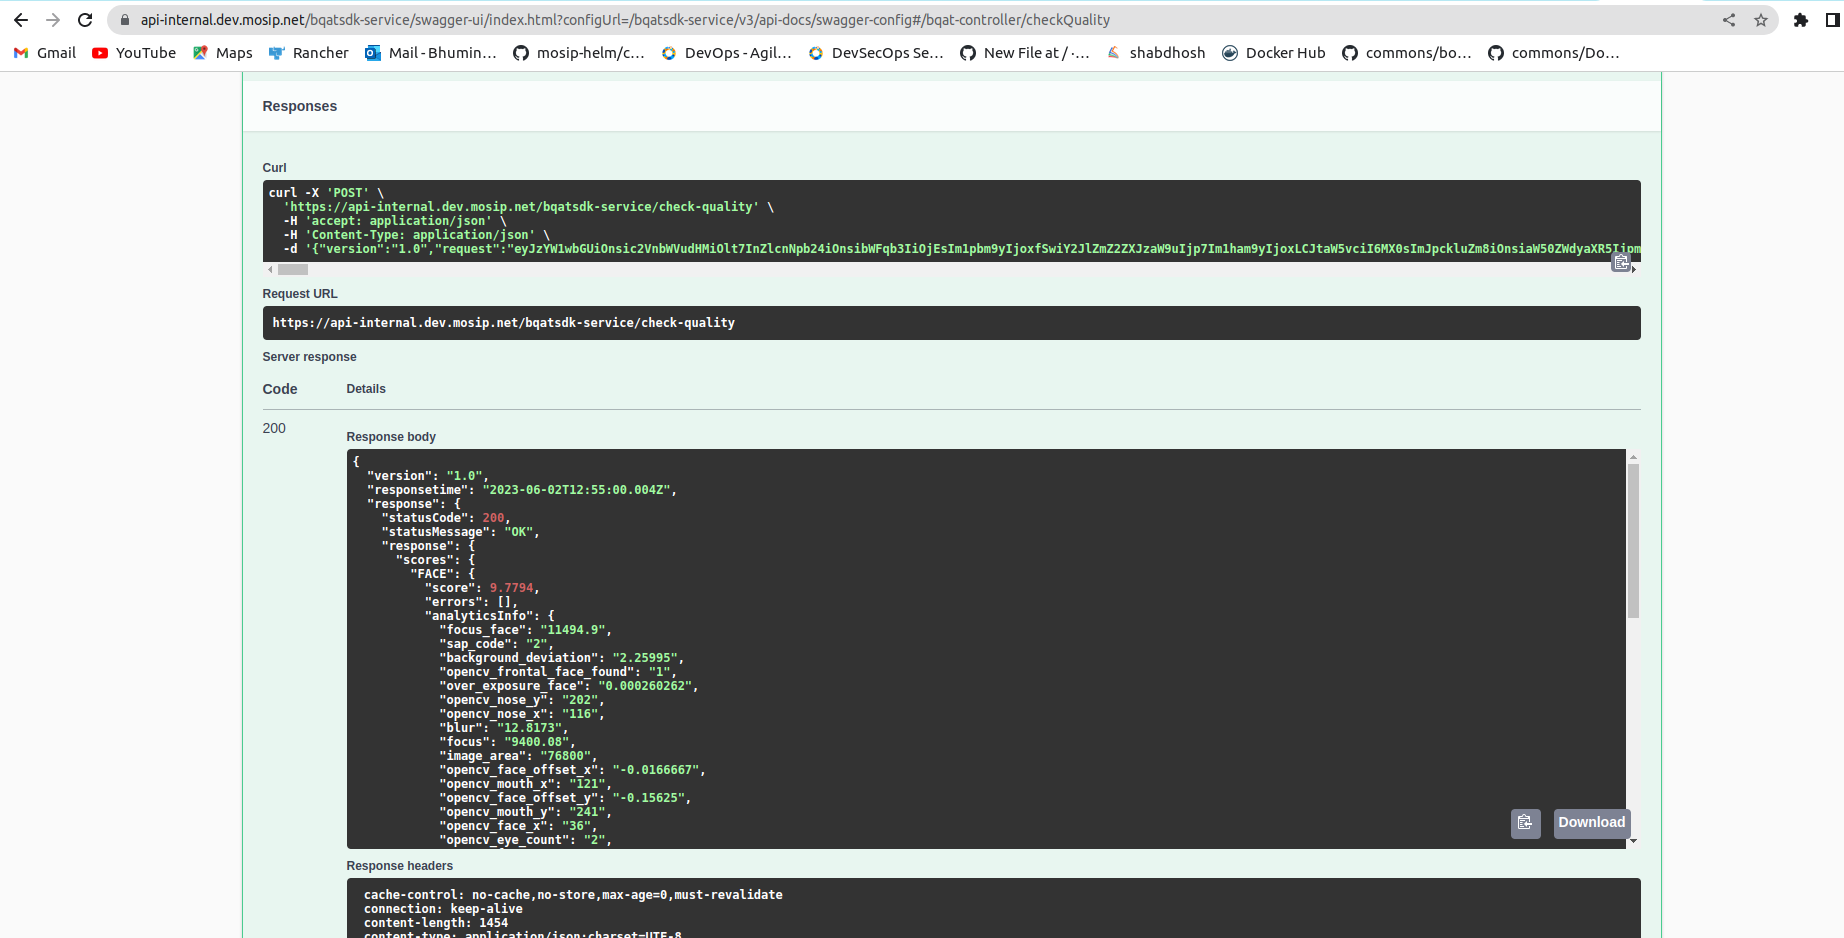 api-internal.dev.mosip.net/bqatsdk-service/swagger-ui/index.html?configUrl=/bqatsdk-service/v3/api-docs/swagger-config#/bqat-controller/checkQuality
Gmail YouTube Maps Rancher Mail - Bhumin... mosip-helm/c... DevOps - Agil... DevSecOps Se... New File at / ·... shabdhosh Docker Hub commons/bo... commons/Do...
Responses
Curl
curl -X 'POST' \
'https://api-internal.dev.mosip.net/bqatsdk-service/check-quality' \
-H 'accept: application/json' \
-H 'Content-Type: application/json' \
-d '{"version":"1.0","request":
Request URL
https://api-internal.dev.mosip.net/bqatsdk-service/check-quality
Server response
Code Details
200
Response body
{
"version": "1.0",
"responsetime": "2023-06-02T12:55:00.004Z",
"response": {
"statusCode": 200,
"statusMessage": "OK",
"response": {
"scores": {
"FACE": {
"score": 9.7794,
"errors": [],
"analyticsInfo": {
"focus_face": "11494.9",
"sap_code": "2",
"background_deviation": "2.25995",
"opencv_frontal_face_found": "1",
"over_exposure_face": "0.000260262",
"opencv_nose_y": "202",
"opencv_nose_x": "116",
"blur": "12.8173",
"focus": "9400.08",
"image_area": "76800",
"opencv_face_offset_x": "-0.0166667",
"opencv_mouth_x": "121",
"opencv_face_offset_y": "-0.15625",
"opencv_mouth_y": "241",
"opencv_face_x": "36",
"opencv_eye_count": "2",
Download
Response headers
cache-control: no-cache,no-store,max-age=0,must-revalidate
connection: keep-alive
content-length: 1454
content-type: application/json;charset=UTF-8